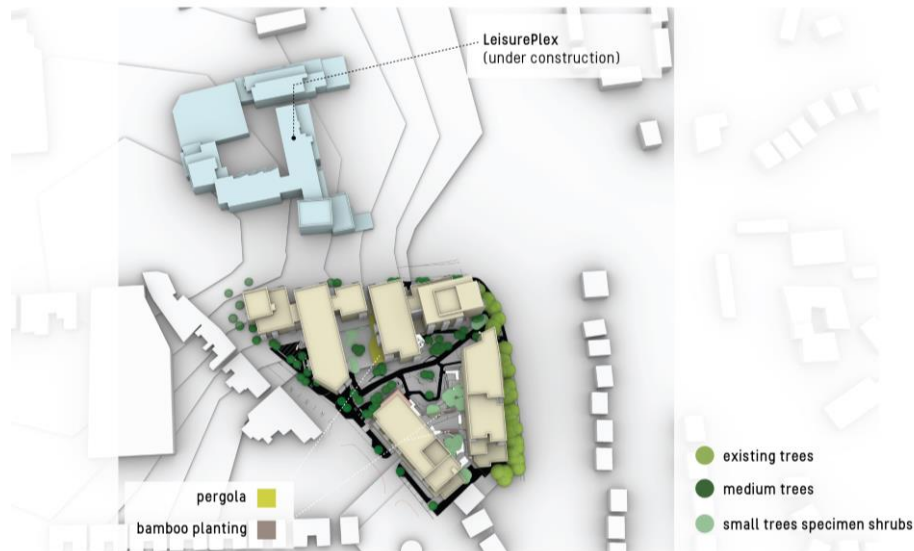 LeisurePlex
(under construction)
pergola
bamboo planting
existing trees
medium trees
small trees specimen shrubs